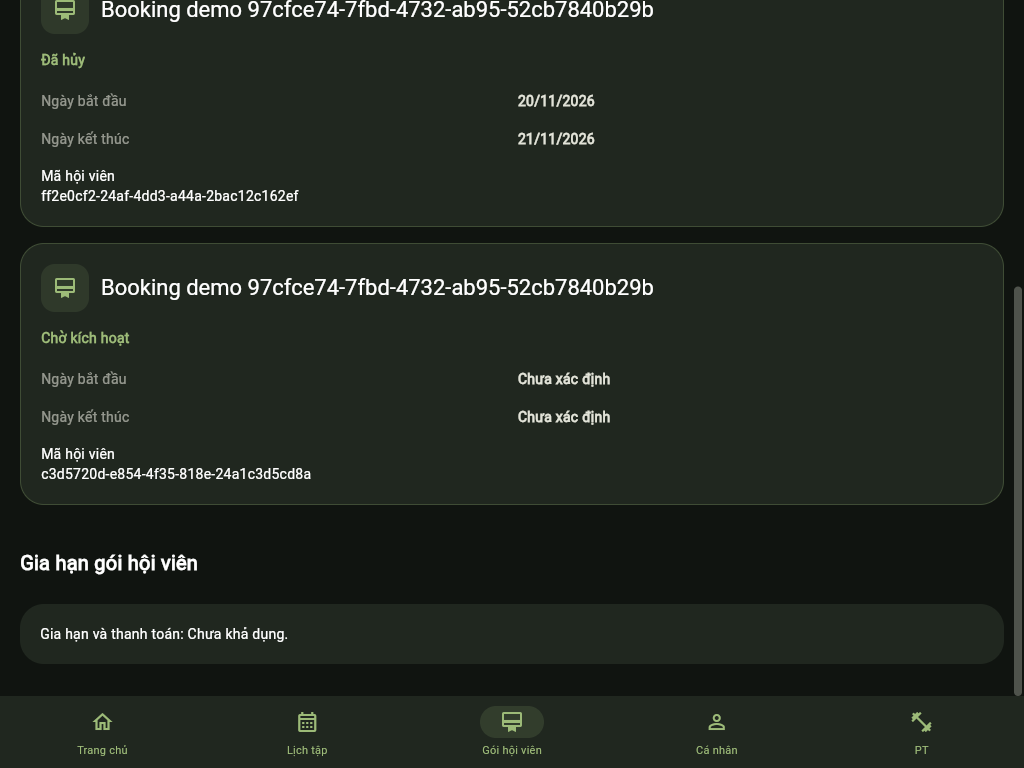 Booking demo 97cfce74-7fbd-4732-ab95-52cb7840b29b
Đã hủy
Ngày bắt đầu 20/11/2026
Ngày kết thúc 21/11/2026
Mã hội viên
ff2e0cf2-24af-4dd3-a44a-2bac12c162ef
Booking demo 97cfce74-7fbd-4732-ab95-52cb7840b29b
Chờ kích hoạt
Ngày bắt đầu Chưa xác định
Ngày kết thúc Chưa xác định
Mã hội viên
c3d5720d-e854-4f35-818e-24a1c3d5cd8a
Gia hạn gói hội viên
Gia hạn và thanh toán: Chưa khả dụng.
Trang chủ Lịch tập Gói hội viên Cá nhân PT